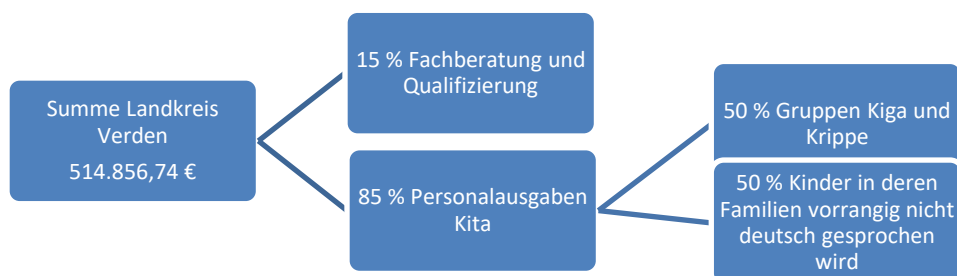 Summe Landkreis
Verden
514.856,74 €
15 % Fachberatung und
Qualifizierung
85 % Personalausgaben
Kita
50 % Gruppen Kiga und
Krippe
50 % Kinder in deren
Familien vorrangig nicht
deutsch gesprochen
wird